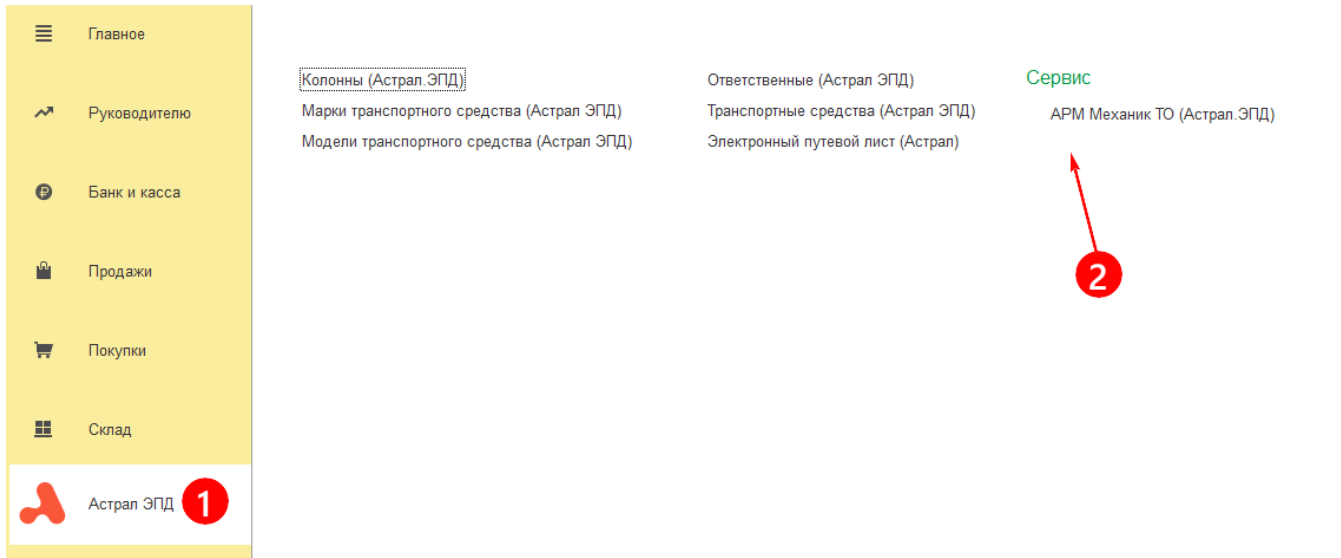 Главное
Руководителю
Банк и касса
Продажи
Покупки
Склад
Астрал ЭПД 1
Колонны (Астрал.ЭПД)
Марки транспортного средства (Астрал ЭПД)
Модели транспортного средства (Астрал ЭПД)
Ответственные (Астрал ЭПД)
Транспортные средства (Астрал ЭПД)
Электронный путевой лист (Астрал)
Сервис
АРМ Механик ТО (Астрал.ЭПД)
2